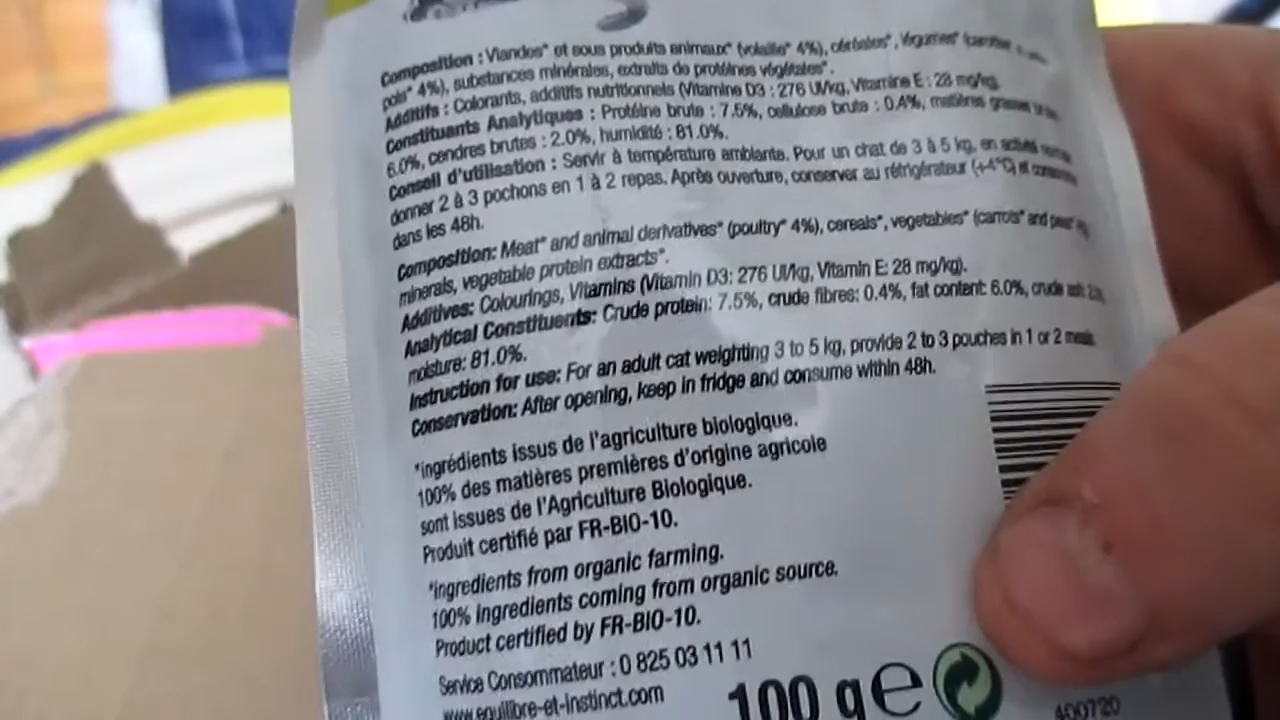 Composition : Viandes* et sous produits animaux* (volaille* 4%), céréales*, légumes* (carottes
pois* 4%), substances minérales, extraits de protéines végétales*.
Additifs : Colorants, additifs nutritionnels (Vitamine D3 : 276 UI/kg, Vitamine E : 28 mg/kg).
Constituants Analytiques : Protéine brute : 7.5%, cellulose brute : 0.4%, matières grasses
6.0%, cendres brutes : 2.0%, humidité : 81.0%.
Conseil d'utilisation : Servir à température ambiante. Pour un chat de 3 à 5 kg, en activité
donner 2 à 3 pochons en 1 à 2 repas. Après ouverture, conserver au réfrigérateur (+4°C) et
dans les 48h.
Composition: Meat* and animal derivatives* (poultry* 4%), cereals*, vegetables* (carrots* and
minerals, vegetable protein extracts*.
Additives: Colourings, Vitamins (Vitamin D3: 276 UI/kg, Vitamin E: 28 mg/kg).
Analytical Constituents: Crude protein: 7.5%, crude fibres: 0.4%, fat content: 6.0%, crude ash
moisture: 81.0%.
Instruction for use: For an adult cat weighting 3 to 5 kg, provide 2 to 3 pouches in 1 or 2 meals.
Conservation: After opening, keep in fridge and consume within 48h.
*ingrédients issus de l'agriculture biologique.
100% des matières premières d'origine agricole
sont issues de l'Agriculture Biologique.
Produit certifié par FR-BIO-10.
*ingredients from organic farming.
100% ingredients coming from organic source.
Product certified by FR-BIO-10.
Service Consommateur : 0 825 03 11 11
www.equilibre-et-instinct.com
100 g e
400720